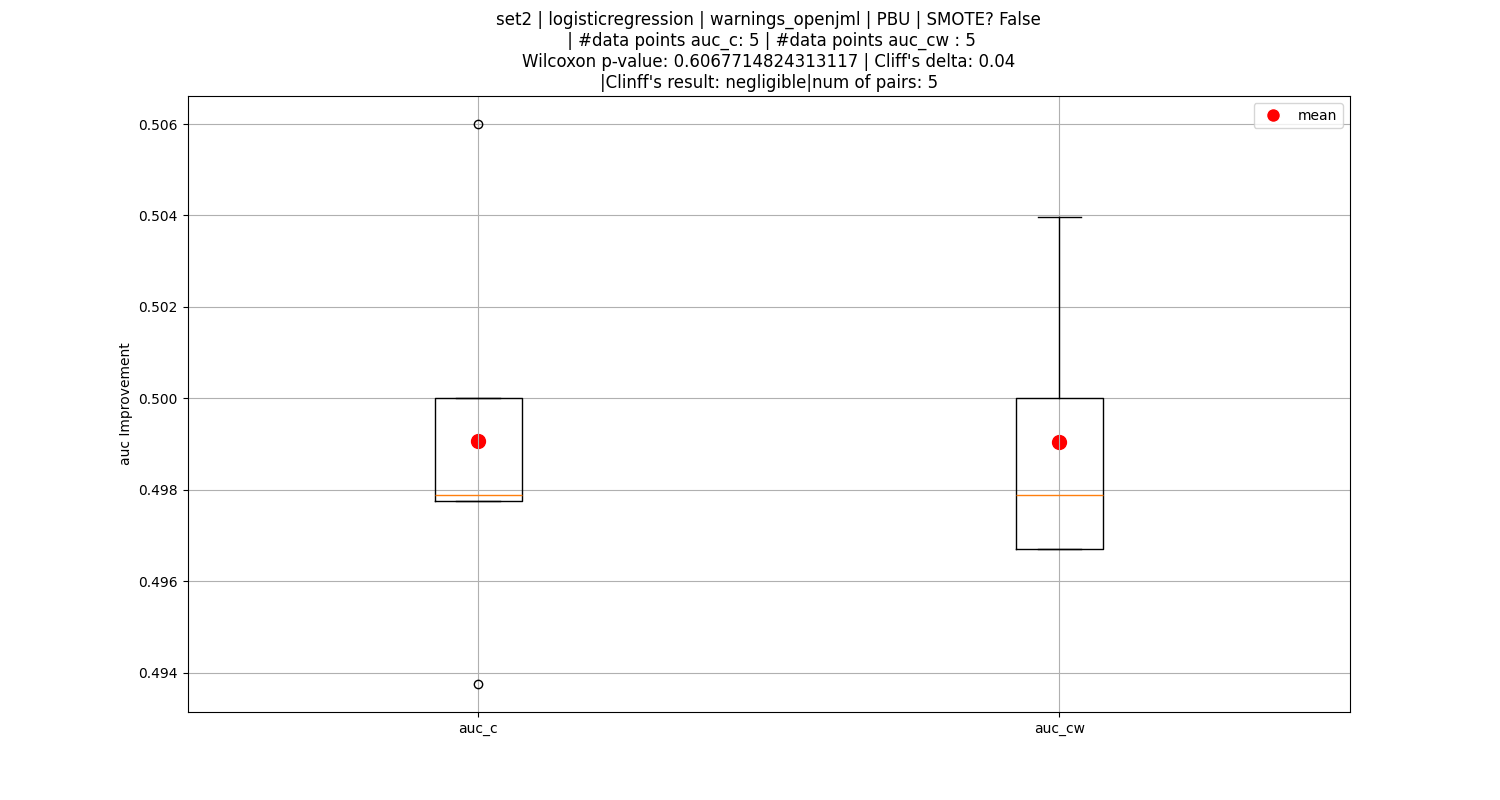 set2 | logisticregression | warnings_openjml | PBU | SMOTE? False
| #data points auc_c: 5 | #data points auc_cw : 5
Wilcoxon p-value: 0.6067714824313117 | Cliff's delta: 0.04
|Clinff's result: negligible|num of pairs: 5
mean
0.506
0.504
0.502
0.500
0.498
0.496
0.494
auc Improvement
auc_c
auc_cw